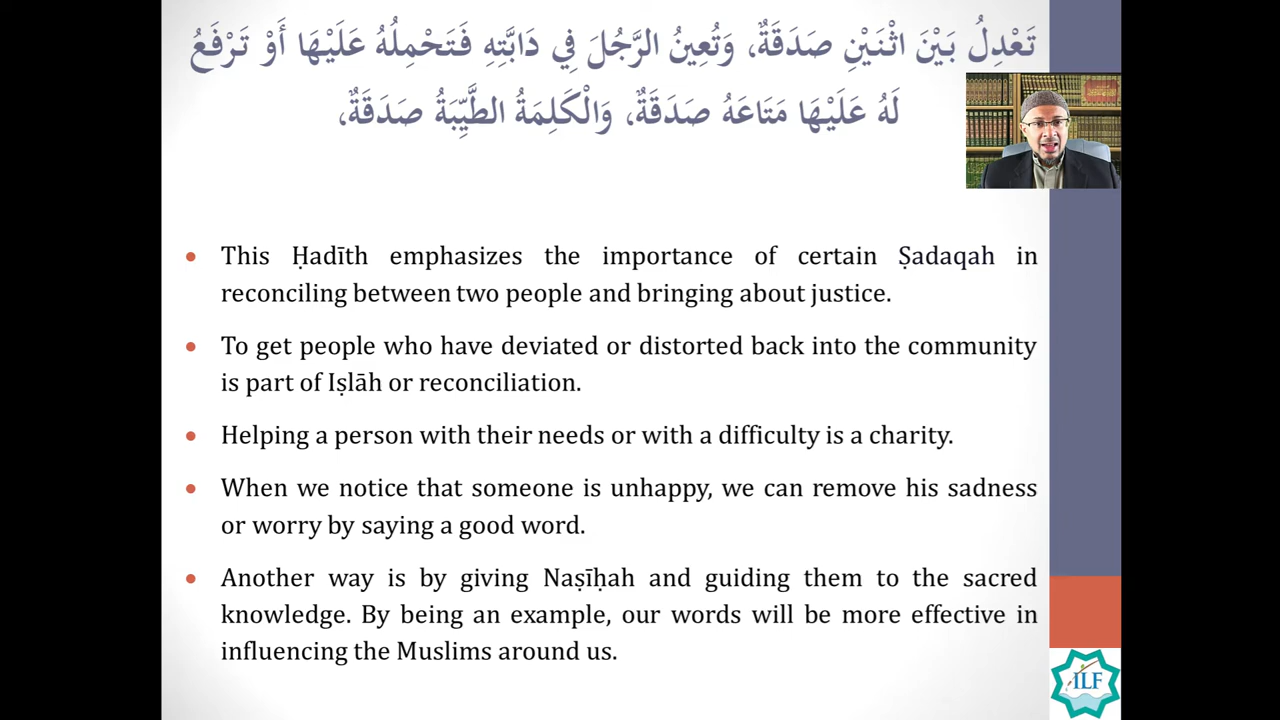 تَعْدِلُ بَيْنَ اثْنَيْنِ صَدَقَةٌ، وَتُعِينُ الرَّجُلَ فِي دَابَّتِهِ فَتَحْمِلُهُ عَلَيْهَا أَوْ تَرْفَعُ
لَهُ عَلَيْهَا مَتَاعَهُ صَدَقَةٌ، وَالْكَلِمَةُ الطَّيِّبَةُ صَدَقَةٌ،
• This Ḥadīth emphasizes the importance of certain Ṣadaqah in
reconciling between two people and bringing about justice.
• To get people who have deviated or distorted back into the community
is part of Iṣlāh or reconciliation.
• Helping a person with their needs or with a difficulty is a charity.
• When we notice that someone is unhappy, we can remove his sadness
or worry by saying a good word.
• Another way is by giving Naṣīḥah and guiding them to the sacred
knowledge. By being an example, our words will be more effective in
influencing the Muslims around us.
ILF